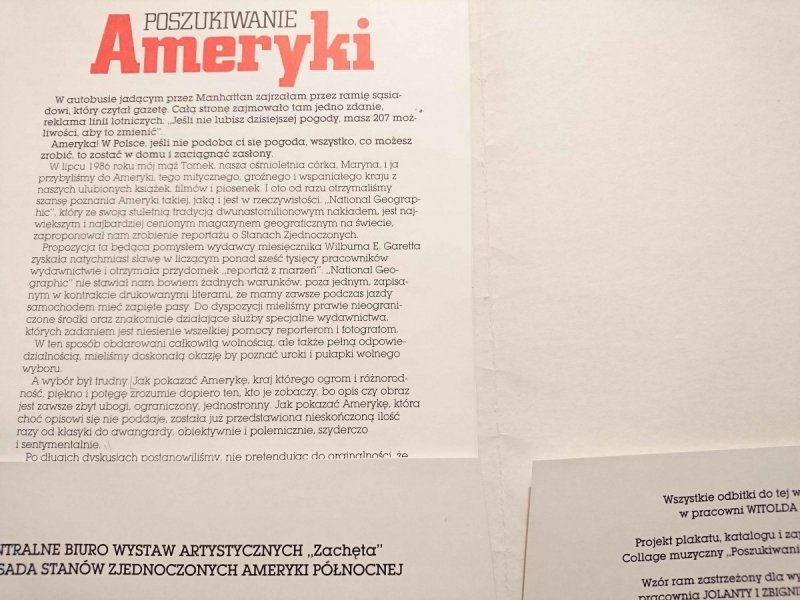 POSZUKIWANIE
Ameryki
W autobusie jadącym przez Manhattan zajrzałam przez ramię sąsia-
dowi, który czytał gazetę. Całą stronę zajmowało tam jedno zdanie,
reklama linii lotniczych: „Jeśli nie lubisz dzisiejszej pogody, masz 207 moż-
liwości, aby to zmienić”.
Ameryka! W Polsce, jeśli nie podoba ci się pogoda, wszystko, co możesz
zrobić, to zostać w domu i zaciągnąć zasłony.
W lipcu 1986 roku mój mąż Tomek, nasza ośmioletnia córka, Maryna, i ja
przybyliśmy do Ameryki, tego mitycznego, groźnego i wspaniałego kraju z
naszych ulubionych książek, filmów i piosenek. I oto od razu otrzymaliśmy
szansę poznania Ameryki takiej, jaką i jest w rzeczywistości. „National Geograp-
hic”, który ze swoją stuletnią tradycją dwunastomilionowym nakładem, jest naj-
większym i najbardziej cenionym magazynem geograficznym na świecie,
zaproponował nam zrobienie reportażu o Stanach Zjednoczonych.
Propozycja ta będąca pomysłem wydawcy miesięcznika Wilburna E. Garetta
zyskała natychmiast sławę w liczącym ponad sześć tysięcy pracowników
wydawnictwie i otrzymała przydomek „reportaż z marzeń”. „National Geo-
graphic” nie stawiał nam bowiem żadnych warunków, poza jednym, zapisa-
nym w kontrakcie drukowanymi literami, że mamy zawsze podczas jazdy
samochodem mieć zapięte pasy. Do dyspozycji mieliśmy prawie nieograni-
czone środki oraz znakomicie działające służby specjalne wydawnictwa,
których zadaniem jest niesienie wszelkiej pomocy reporterom i fotografom.
W ten sposób obdarowani całkowitą wolnością, ale także pełną odpowie-
dzialnością, mieliśmy doskonałą okazję by poznać uroki i pułapki wolnego
wyboru.
A wybór był trudny. Jak pokazać Amerykę, kraj którego ogrom i różnorod-
ność, piękno i potęgę zrozumie dopiero ten, kto je zobaczy, bo opis czy obraz
jest zawsze zbyt ubogi, ograniczony, jednostronny. Jak pokazać Amerykę, która
choć opisowi się nie poddaje, została już przedstawiona nieskończoną ilość
razy od klasyki do awangardy, obiektywnie i polemicznie, szyderczo
i sentymentalnie.
Po długich dyskusjach postanowiliśmy, nie pretendując do orginalności, że
NTRALNE BIURO WYSTAW ARTYSTYCZNYCH „Zachęta”
SADA STANÓW ZJEDNOCZONYCH AMERYKI PÓŁNOCNEJ
Wszystkie odbitki do tej w
w pracowni WITOLDA
Projekt plakatu, katalogu i zap
Collage muzyczny „Poszukiwani
Wzór ram zastrzeżony dla wy
pracownia JOLANTY I ZBIGNI